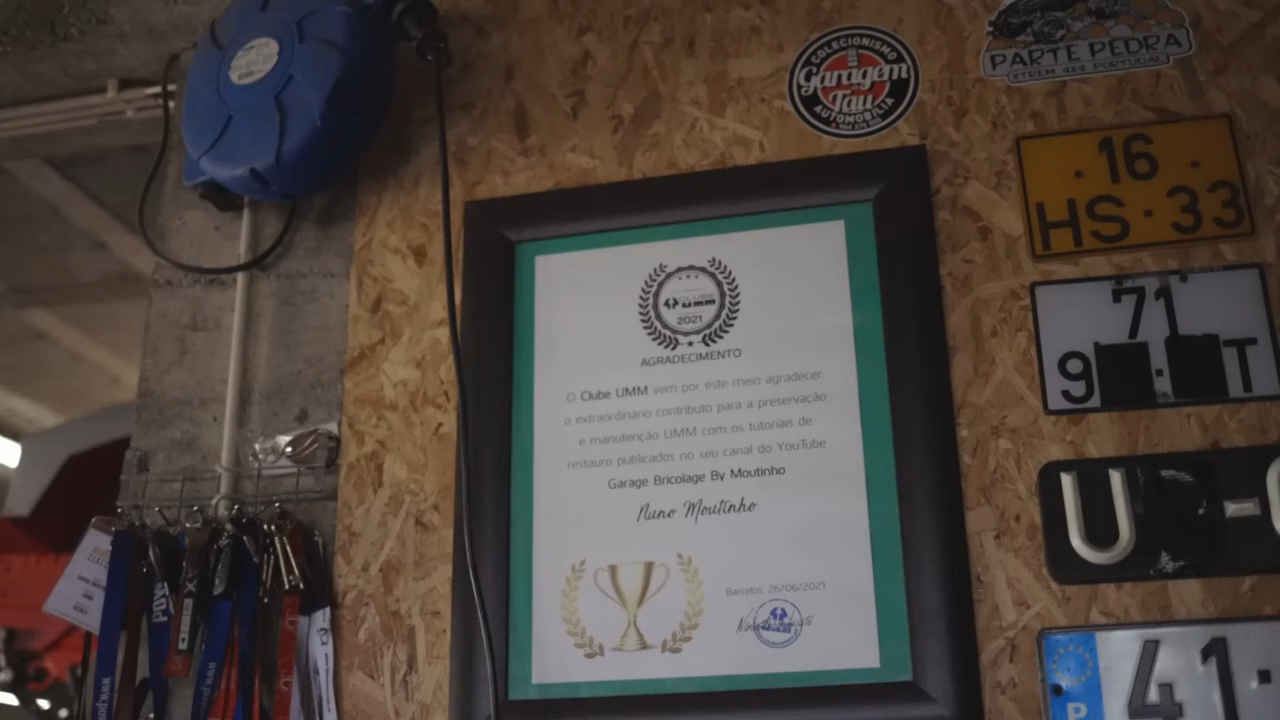 COLECIONISMO
Garagem
Tau
AUTOMOBILIA
PARTE PEDRA
XTREM 4X4 PORTUGAL
16
HS·33
71
9
T
U-
41
P
CLUBE
umm
2021
AGRADECIMENTO
O Clube UMM vem por este meio agradecer
o extraordinário contributo para a preservação
e manutenção UMM com os tutoriais de
restauro publicados no seu canal do YouTube
Garage Bricolage By Moutinho
Nuno Moutinho
Barcelos, 26/06/2021